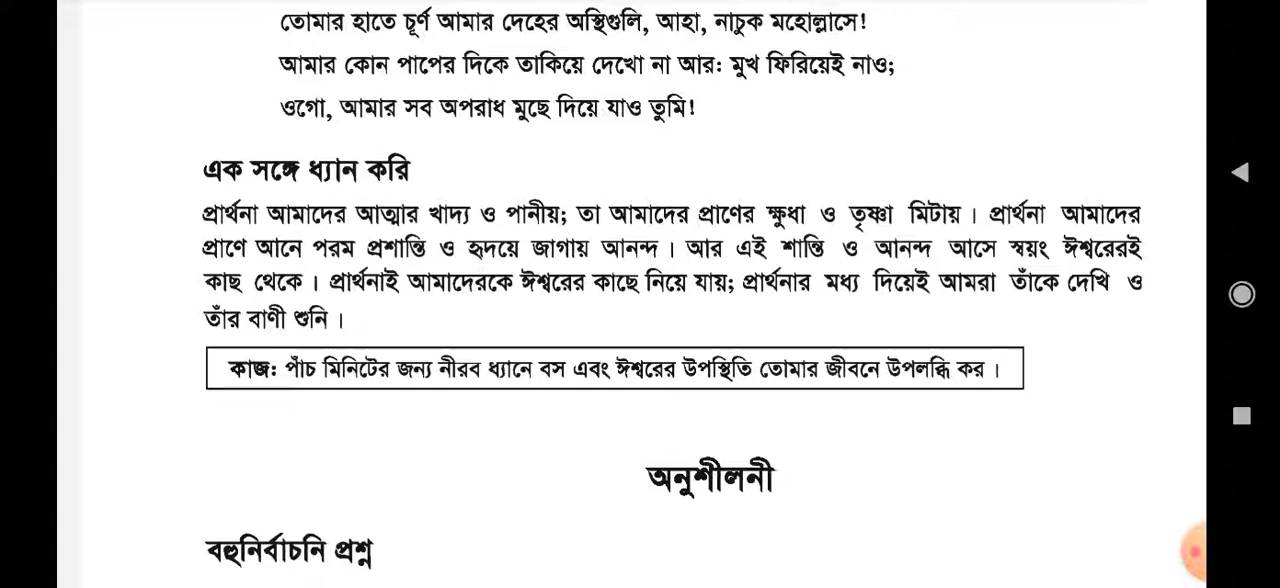 তোমার হাতে চূর্ণ আমার দেহের অস্থিগুলি, আহা, নাচুক মহোল্লাসে!
আমার কোন পাপের দিকে তাকিয়ে দেখো না আর: মুখ ফিরিয়েই নাও;
ওগো, আমার সব অপরাধ মুছে দিয়ে যাও তুমি!
এক সঙ্গে ধ্যান করি
প্রার্থনা আমাদের আত্মার খাদ্য ও পানীয়; তা আমাদের প্রাণের ক্ষুধা ও তৃষ্ণা মিটায়। প্রার্থনা আমাদের
প্রাণে আনে পরম প্রশান্তি ও হৃদয়ে জাগায় আনন্দ। আর এই শান্তি ও আনন্দ আসে স্বয়ং ঈশ্বরেরই
কাছ থেকে। প্রার্থনাই আমাদেরকে ঈশ্বরের কাছে নিয়ে যায়; প্রার্থনার মধ্য দিয়েই আমরা তাঁকে দেখি ও
তাঁর বাণী শুনি।
কাজ: পাঁচ মিনিটের জন্য নীরব ধ্যানে বস এবং ঈশ্বরের উপস্থিতি তোমার জীবনে উপলব্ধি কর।
অনুশীলনী
বহুনির্বাচনি প্রশ্ন